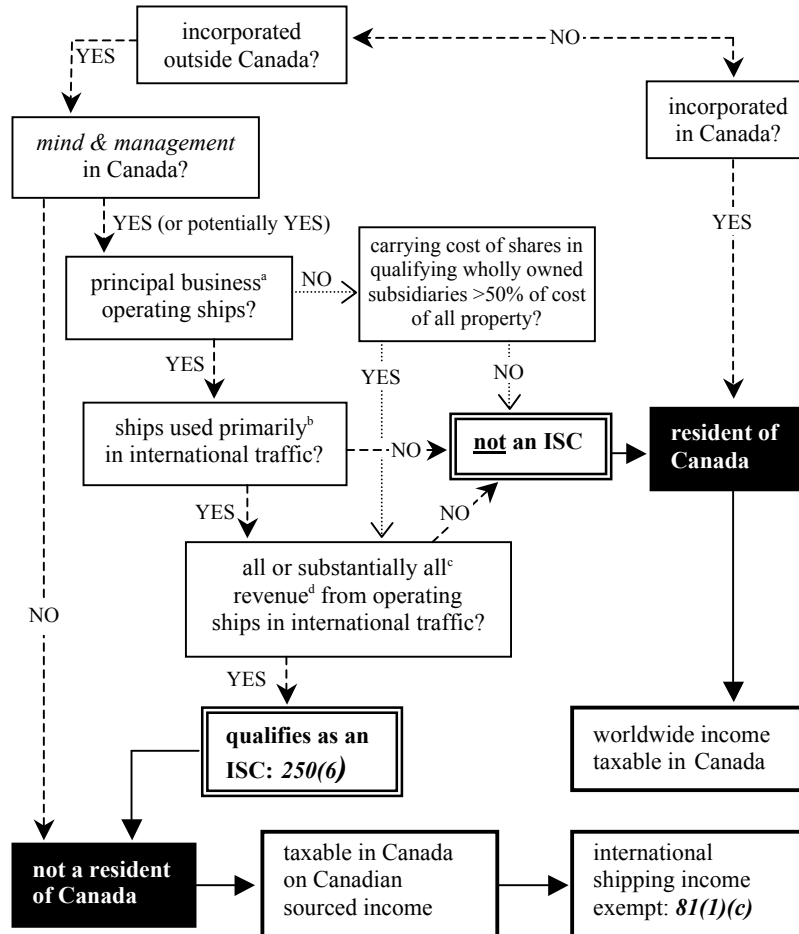 incorporated
outside Canada?
NO
YES
incorporated
in Canada?
mind & management
in Canada?
YES
YES (or potentially YES)
carrying cost of shares in
qualifying wholly owned
subsidiaries >50% of cost
of all property?
principal businessᵃ
operating ships?
NO
YES
YES
NO
ships used primarilyᵇ
in international traffic?
NO
not an ISC
resident of
Canada
YES
NO
all or substantially allᶜ
revenueᵈ from operating
ships in international traffic?
NO
YES
qualifies as an
ISC: 250(6)
worldwide income
taxable in Canada
not a resident
of Canada
taxable in Canada
on Canadian
sourced income
international
shipping income
exempt: 81(1)(c)